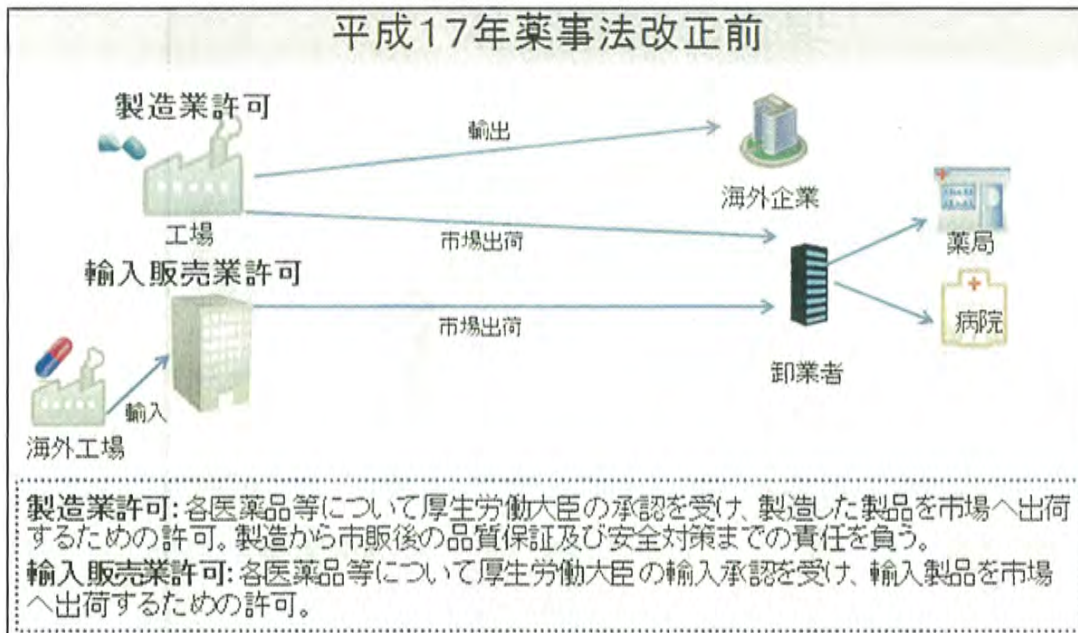 平成17年薬事法改正前
製造業許可
輸出
海外企業
工場
市場出荷
薬局
輸入販売業許可
市場出荷
病院
卸業者
輸入
海外工場
製造業許可:各医薬品等について厚生労働大臣の承認を受け、製造した製品を市場へ出荷
するための許可。製造から市販後の品質保証及び安全対策までの責任を負う。
輸入販売業許可:各医薬品等について厚生労働大臣の輸入承認を受け、輸入製品を市場
へ出荷するための許可。